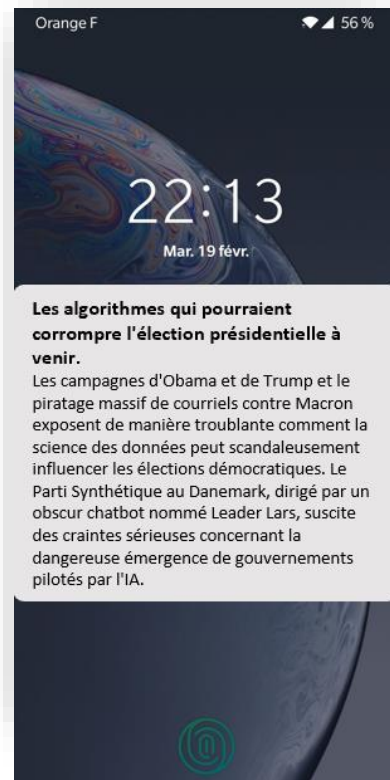 Orange F
56 %
22:13
Mar. 19 févr.
Les algorithmes qui pourraient
corrompre l'élection présidentielle à
venir.
Les campagnes d'Obama et de Trump et le
piratage massif de courriels contre Macron
exposent de manière troublante comment la
science des données peut scandaleusement
influencer les élections démocratiques. Le
Parti Synthétique au Danemark, dirigé par un
obscur chatbot nommé Leader Lars, suscite
des craintes sérieuses concernant la
dangereuse émergence de gouvernements
pilotés par l'IA.